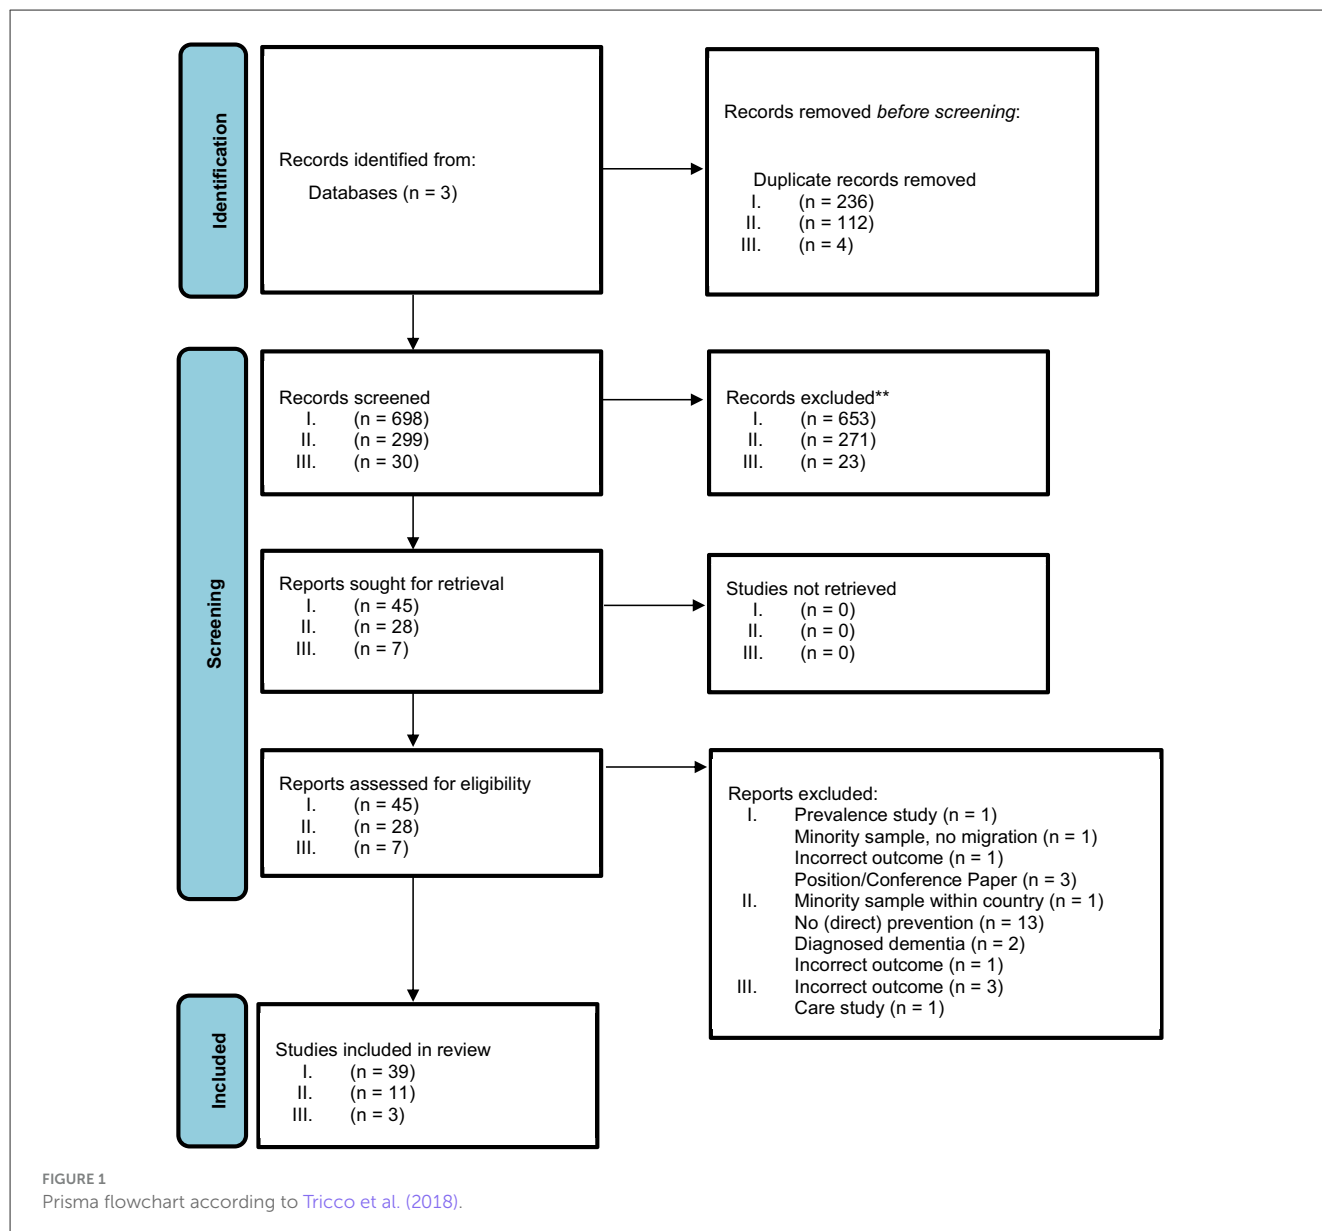 Identification
Records identified from:
Databases (n = 3)
Records removed before screening:
Duplicate records removed
I. (n = 236)
II. (n = 112)
III. (n = 4)
Screening
Records screened
I. (n = 698)
II. (n = 299)
III. (n = 30)
Records excluded**
I. (n = 653)
II. (n = 271)
III. (n = 23)
Reports sought for retrieval
I. (n = 45)
II. (n = 28)
III. (n = 7)
Studies not retrieved
I. (n = 0)
II. (n = 0)
III. (n = 0)
Reports assessed for eligibility
I. (n = 45)
II. (n = 28)
III. (n = 7)
Reports excluded:
I. Prevalence study (n = 1)
Minority sample, no migration (n = 1)
Incorrect outcome (n = 1)
Position/Conference Paper (n = 3)
II. Minority sample within country (n = 1)
No (direct) prevention (n = 13)
Diagnosed dementia (n = 2)
Incorrect outcome (n = 1)
III. Incorrect outcome (n = 3)
Care study (n = 1)
Included
Studies included in review
I. (n = 39)
II. (n = 11)
III. (n = 3)
FIGURE 1
Prisma flowchart according to Tricco et al. (2018).